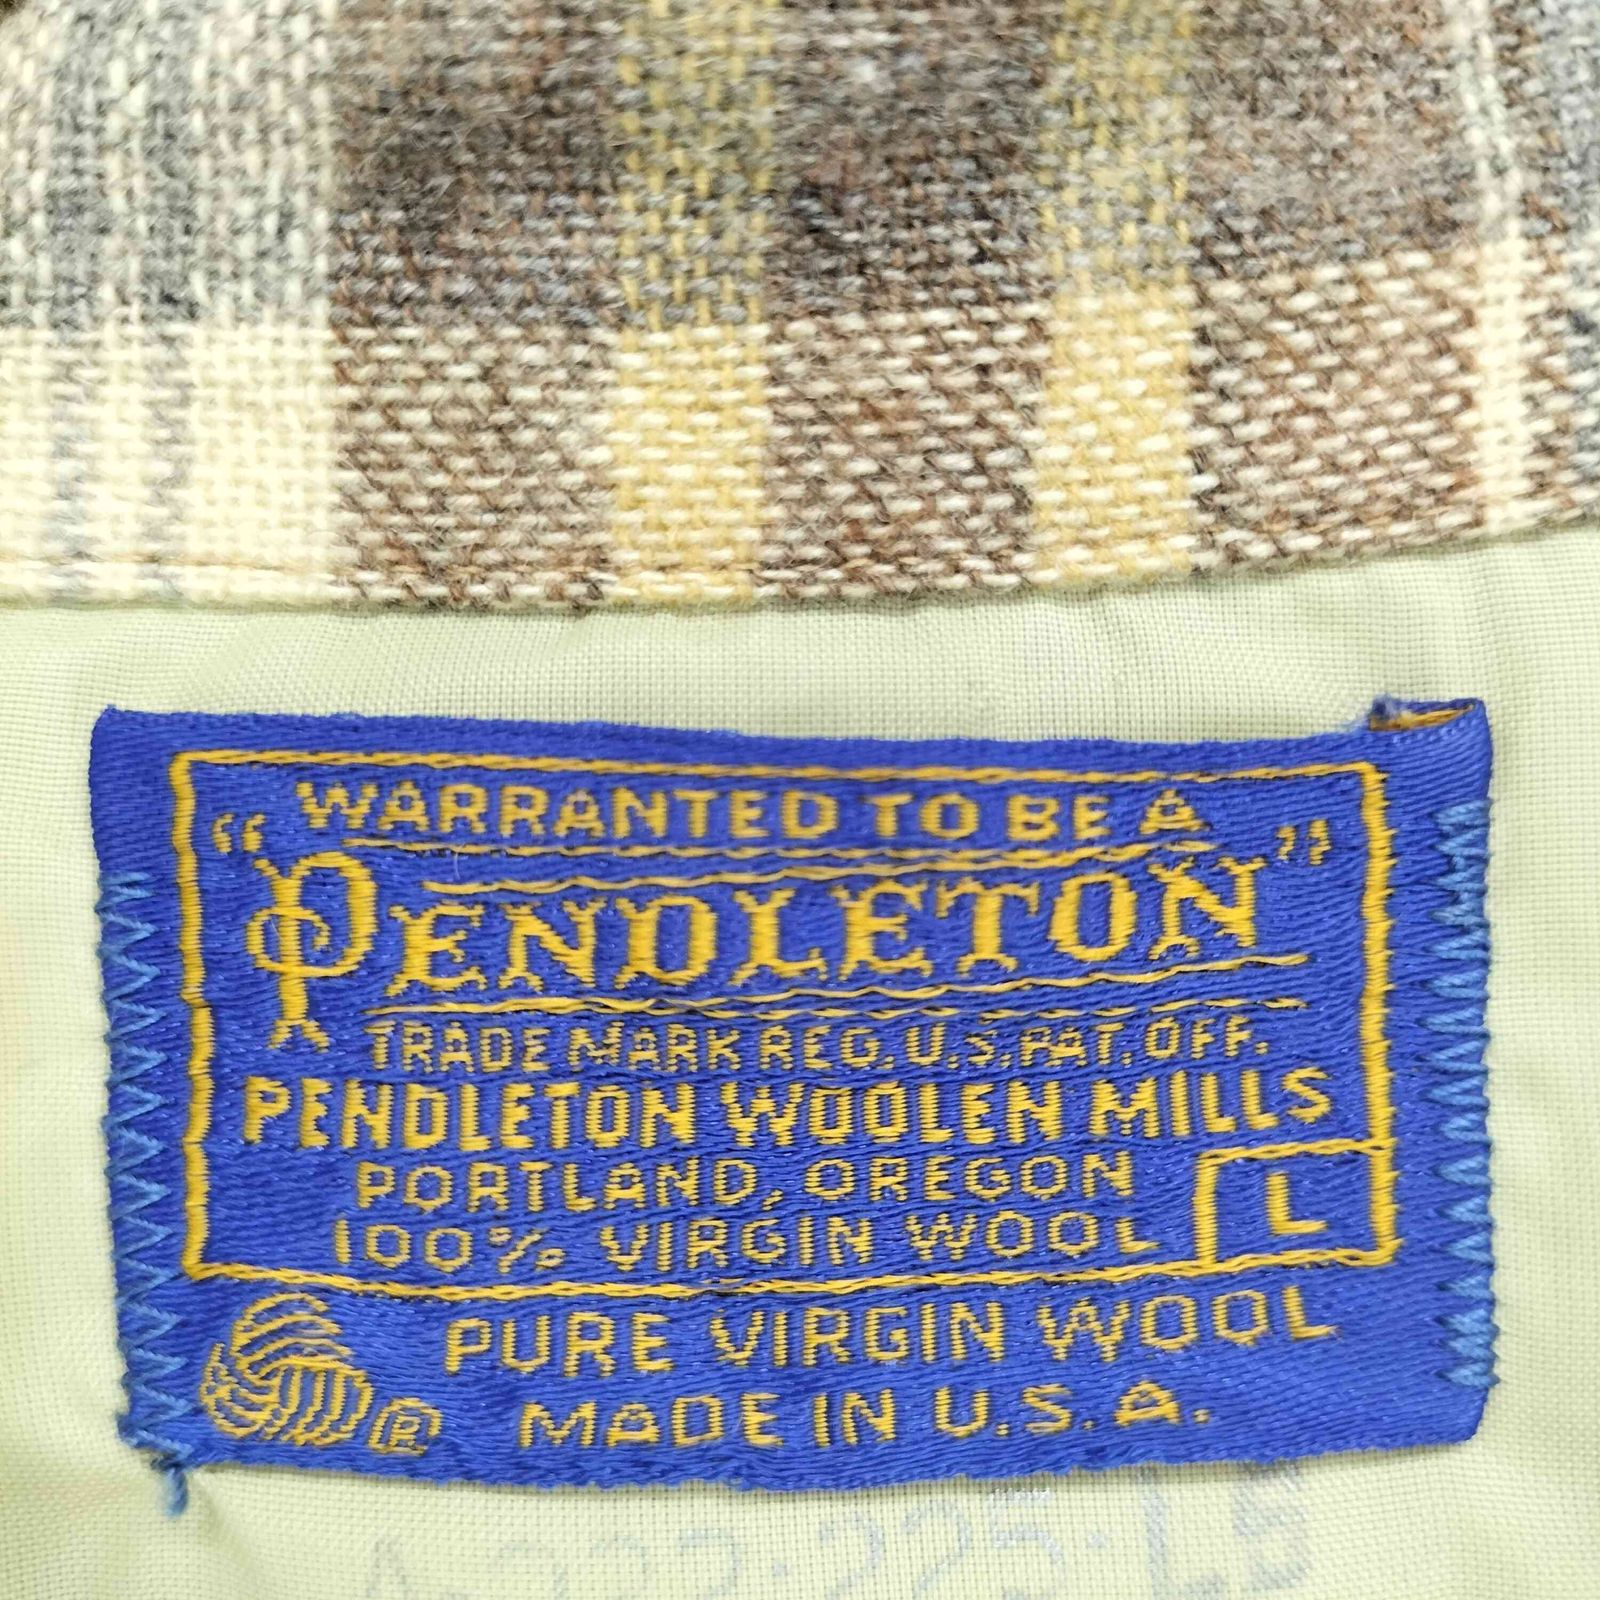 WARRANTED TO BE A
"PENDLETON"
TRADE MARK REG. U.S. PAT. OFF.
PENDLETON WOOLEN MILLS
PORTLAND, OREGON
100% VIRGIN WOOL
L
PURE VIRGIN WOOL
®
MADE IN U.S.A.